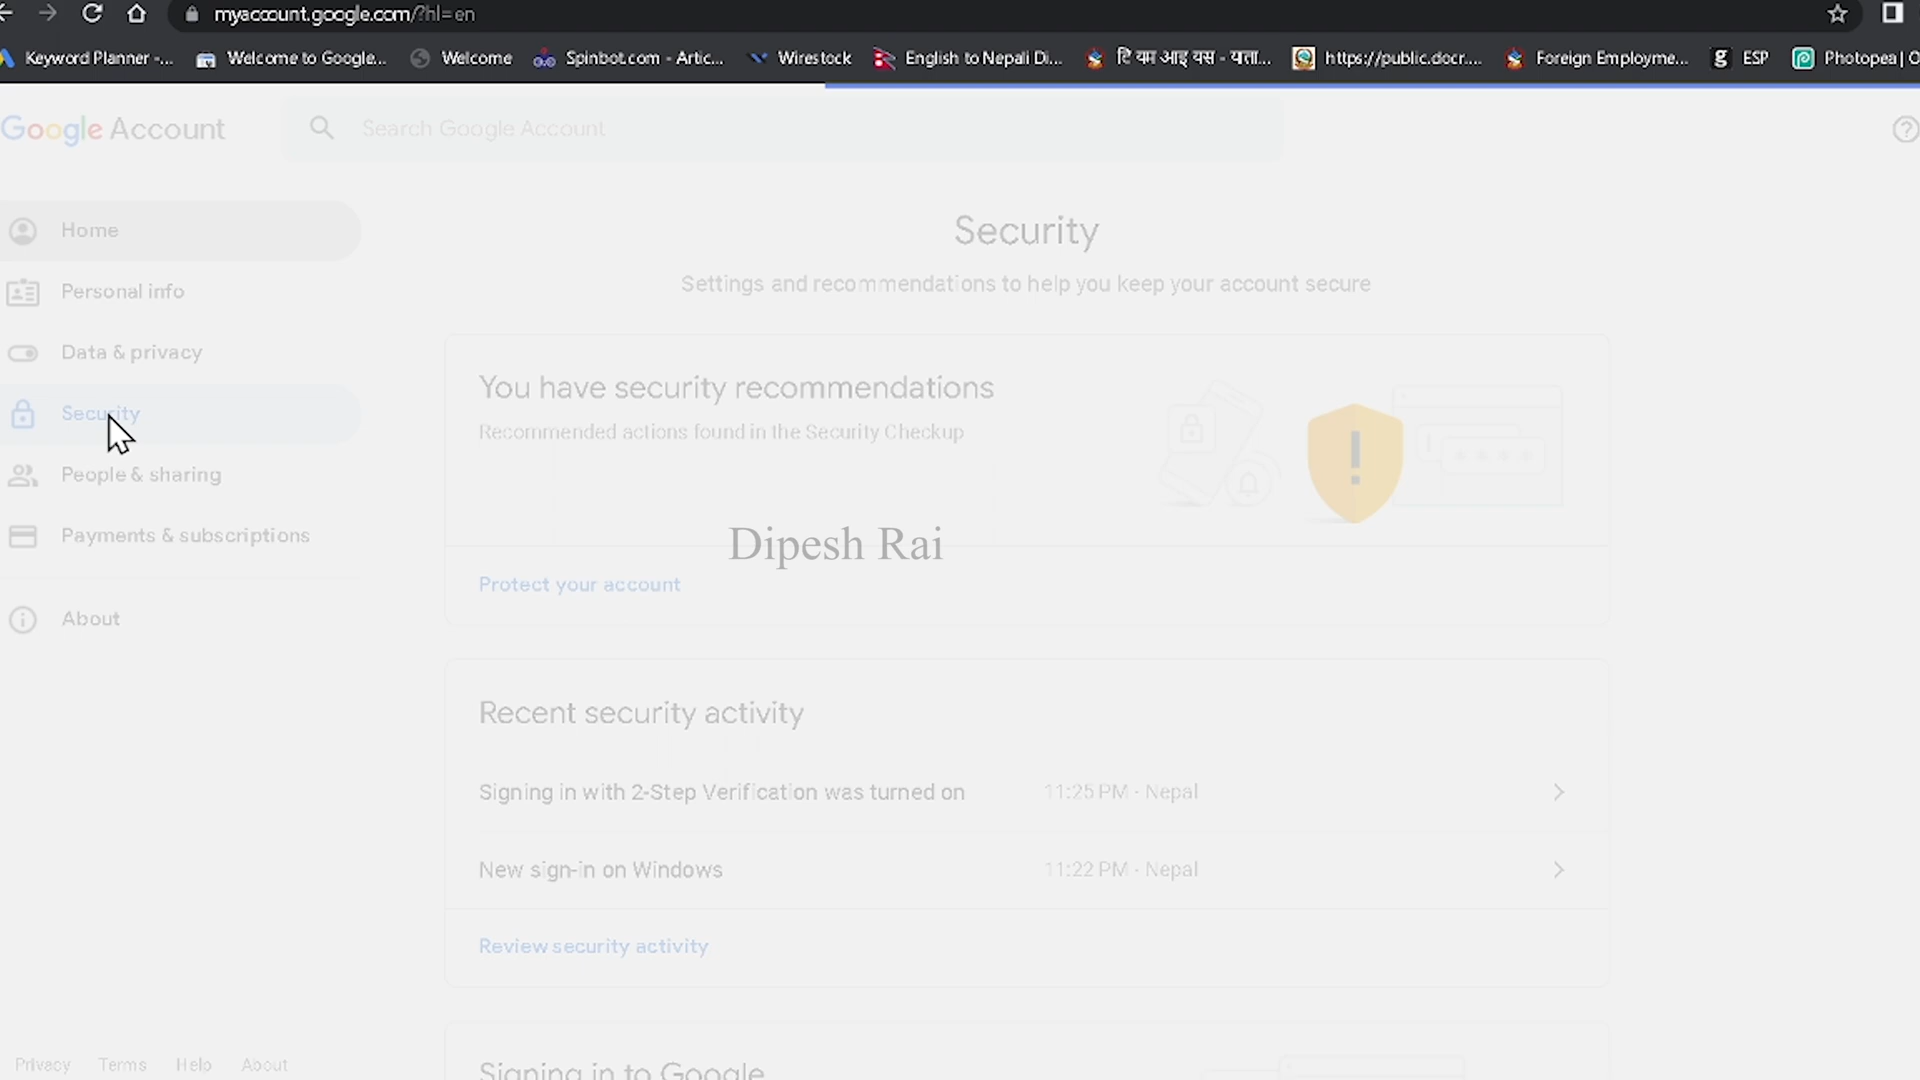 myaccount.google.com/?hl=en
Keyword Planner -... Welcome to Google... Welcome Spinbot.com - Artic... Wirestock English to Nepali Di... टि यम आइ यस - याता... https://public.docr.... Foreign Employme... ESP Photopea | O
Google Account
Search Google Account
Home
Personal info
Data & privacy
Security
People & sharing
Payments & subscriptions
About
Security
Settings and recommendations to help you keep your account secure
You have security recommendations
Recommended actions found in the Security Checkup
Dipesh Rai
Protect your account
Recent security activity
Signing in with 2-Step Verification was turned on 11:25 PM · Nepal
New sign-in on Windows 11:22 PM · Nepal
Review security activity
Signing in to Google
Privacy Terms Help About